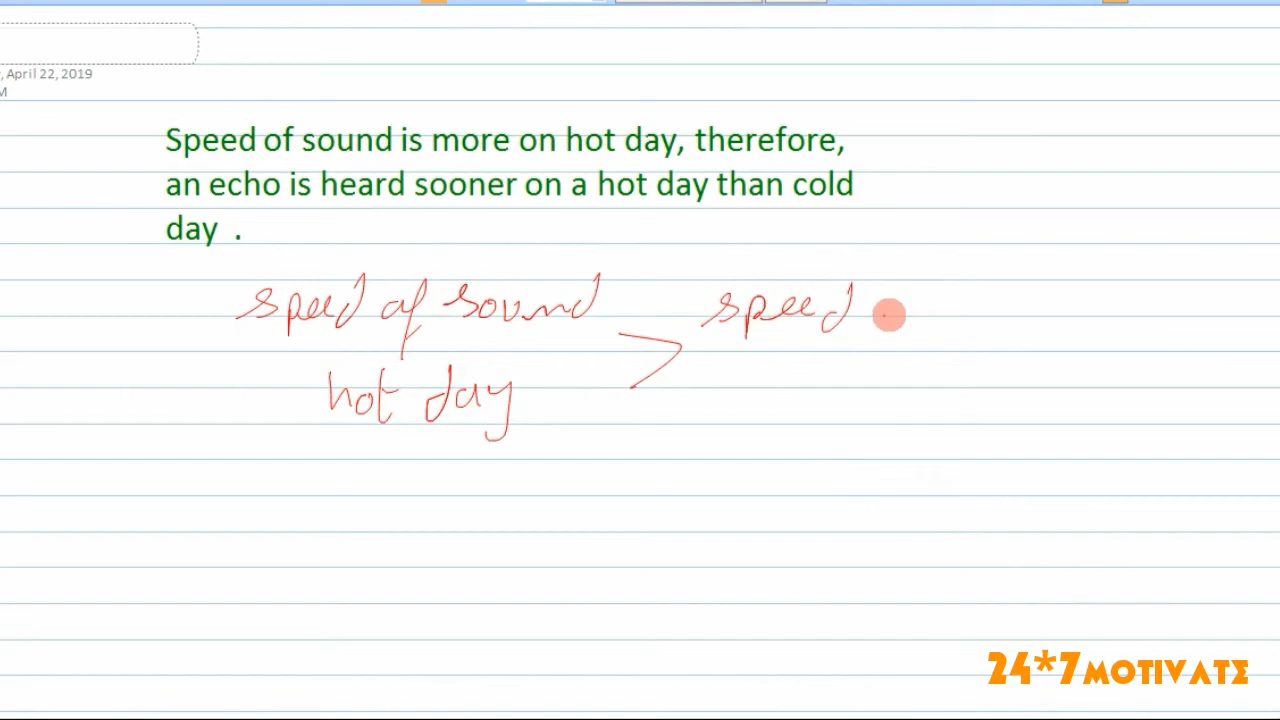 , April 22, 2019
M
Speed of sound is more on hot day, therefore,
an echo is heard sooner on a hot day than cold
day .
speed of sound > speed
hot day
24*7MOTIVATE